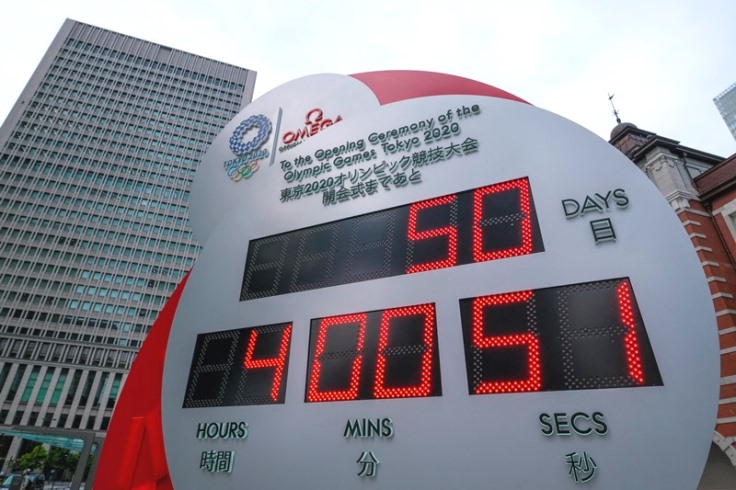 OMEGA
To the Opening Ceremony of the
Olympic Games Tokyo 2020
東京2020オリンピック競技大会
開会式まであと
50
DAYS
日
4 00 51
HOURS MINS SECS
時間 分 秒